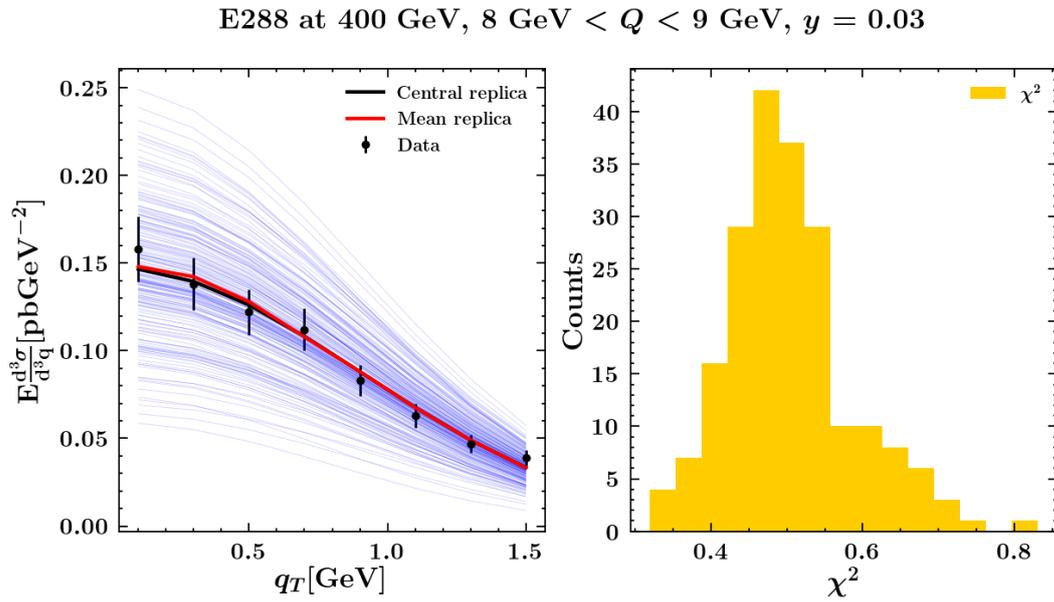 E288 at 400 GeV, 8 GeV < Q < 9 GeV, y = 0.03
Central replica
Mean replica
Data
E d³σ/d³q [pbGeV⁻²]
0.25
0.20
0.15
0.10
0.05
0.00
0.5
1.0
1.5
q_T[GeV]
χ²
Counts
40
35
30
25
20
15
10
5
0
0.4
0.6
0.8
χ²